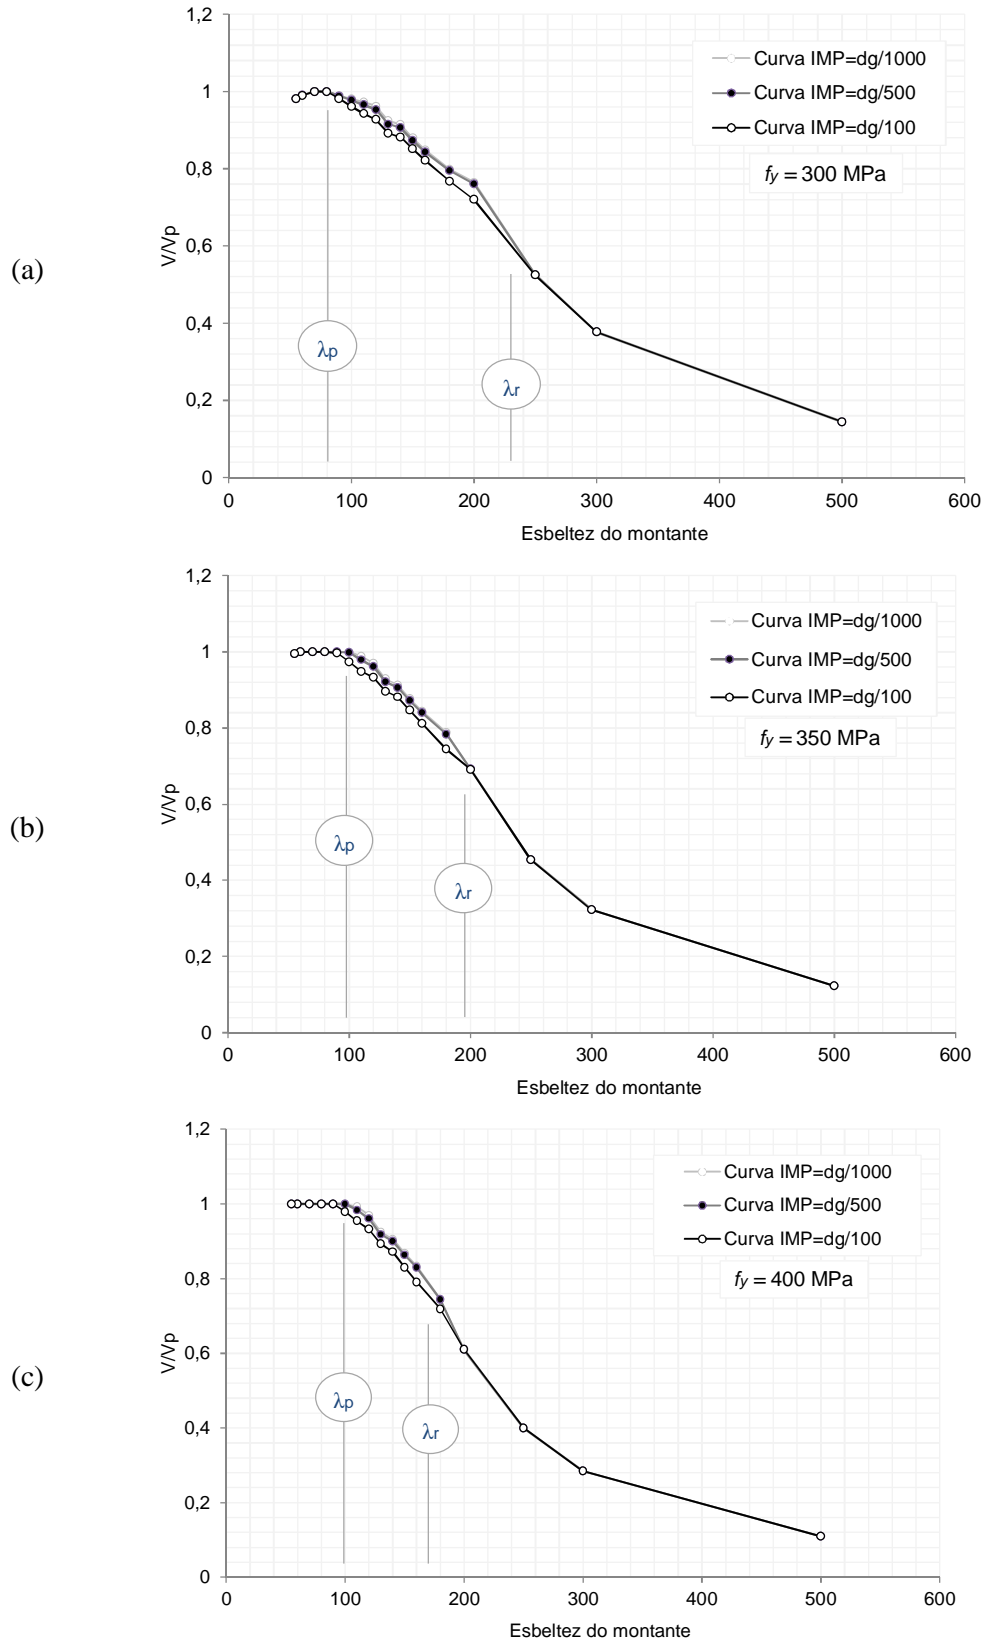 (a)
1,2
1
0,8
0,6
0,4
0,2
0
V/Vp
Curva IMP=dg/1000
Curva IMP=dg/500
Curva IMP=dg/100
fy = 300 MPa
λp
λr
0 100 200 300 400 500 600
Esbeltez do montante
(b)
1,2
1
0,8
0,6
0,4
0,2
0
V/Vp
Curva IMP=dg/1000
Curva IMP=dg/500
Curva IMP=dg/100
fy = 350 MPa
λp
λr
0 100 200 300 400 500 600
Esbeltez do montante
(c)
1,2
1
0,8
0,6
0,4
0,2
0
V/Vp
Curva IMP=dg/1000
Curva IMP=dg/500
Curva IMP=dg/100
fy = 400 MPa
λp
λr
0 100 200 300 400 500 600
Esbeltez do montante